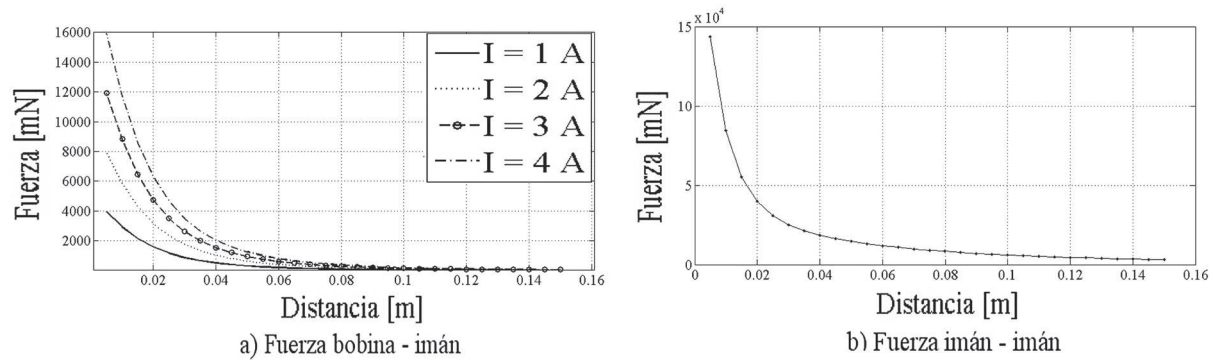 16000
14000
12000
10000
8000
6000
4000
2000
Fuerza [mN]
0.02 0.04 0.06 0.08 0.1 0.12 0.14 0.16
Distancia [m]
I = 1 A
I = 2 A
I = 3 A
I = 4 A
a) Fuerza bobina - imán
x 10^4
15
10
5
0
Fuerza [mN]
0 0.02 0.04 0.06 0.08 0.1 0.12 0.14 0.16
Distancia [m]
b) Fuerza imán - imán